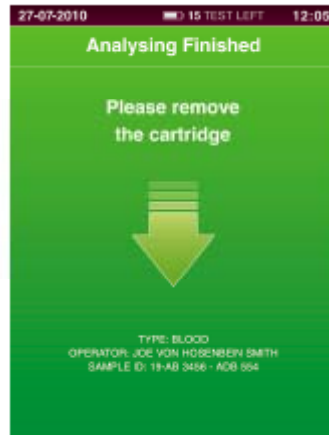 27-07-2010 15 TEST LEFT 12:05
Analysing Finished
Please remove
the cartridge
TYPE: BLOOD
OPERATOR: JOE VON HOSENBEIN SMITH
SAMPLE ID: 19-AB 3456 - ADB 554